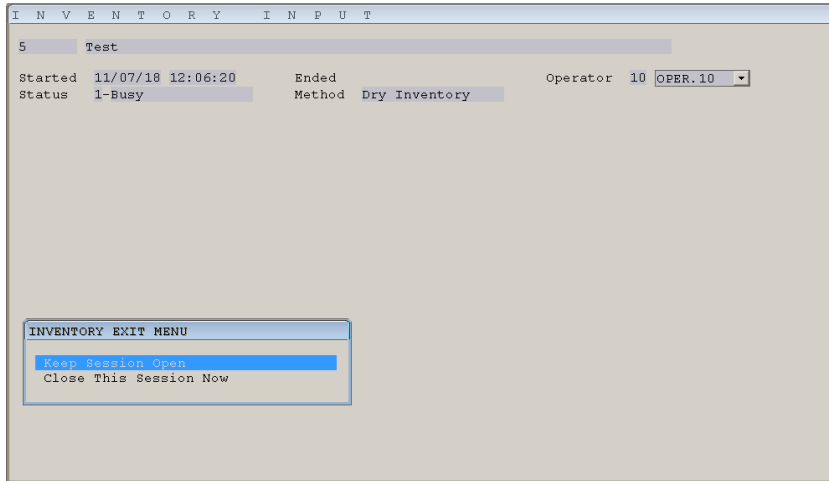 I N V E N T O R Y I N P U T
5 Test
Started 11/07/18 12:06:20 Ended Operator 10 OPER.10
Status 1-Busy Method Dry Inventory
INVENTORY EXIT MENU
Keep Session Open
Close This Session Now